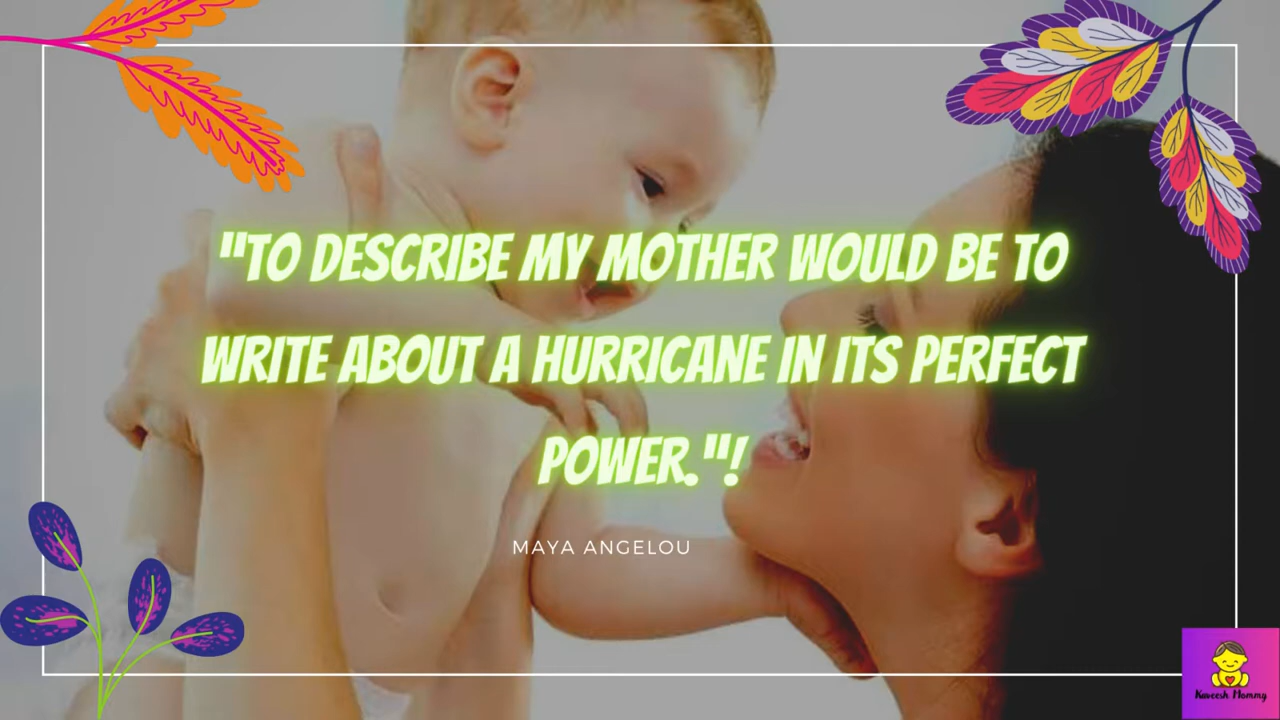 "TO DESCRIBE MY MOTHER WOULD BE TO
WRITE ABOUT A HURRICANE IN ITS PERFECT
POWER."!
MAYA ANGELOU
Kaveesh Mommy